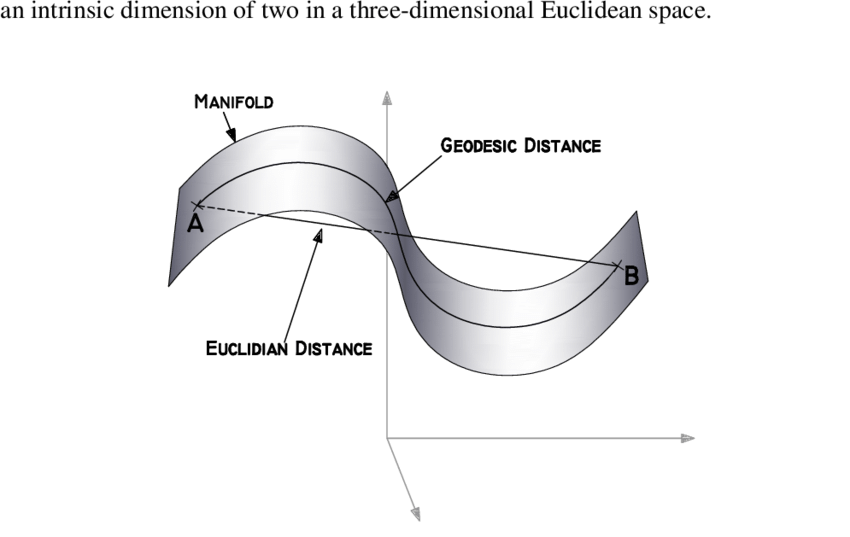 an intrinsic dimension of two in a three-dimensional Euclidean space.
MANIFOLD
GEODESIC DISTANCE
A
B
EUCLIDIAN DISTANCE